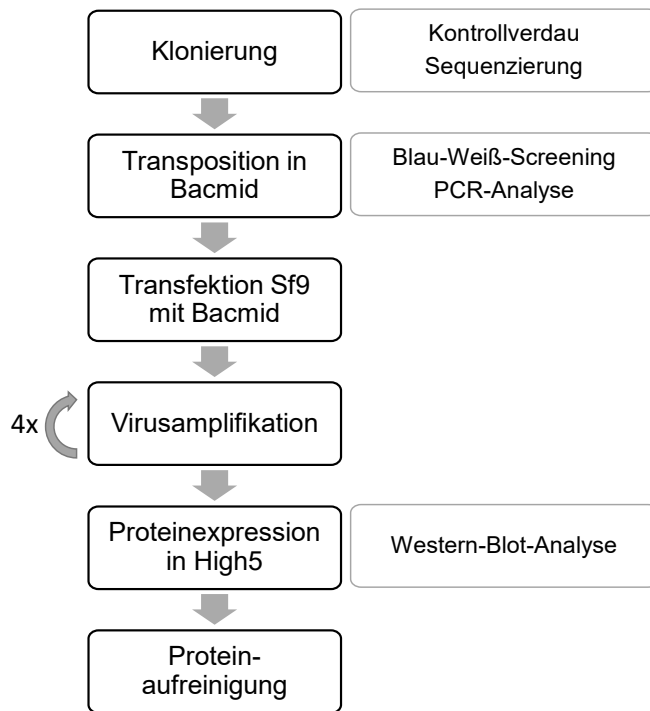 Klonierung
Kontrollverdau
Sequenzierung
Transposition in
Bacmid
Blau-Weiß-Screening
PCR-Analyse
Transfektion Sf9
mit Bacmid
4x
Virusamplifikation
Proteinexpression
in High5
Western-Blot-Analyse
Protein-
aufreinigung